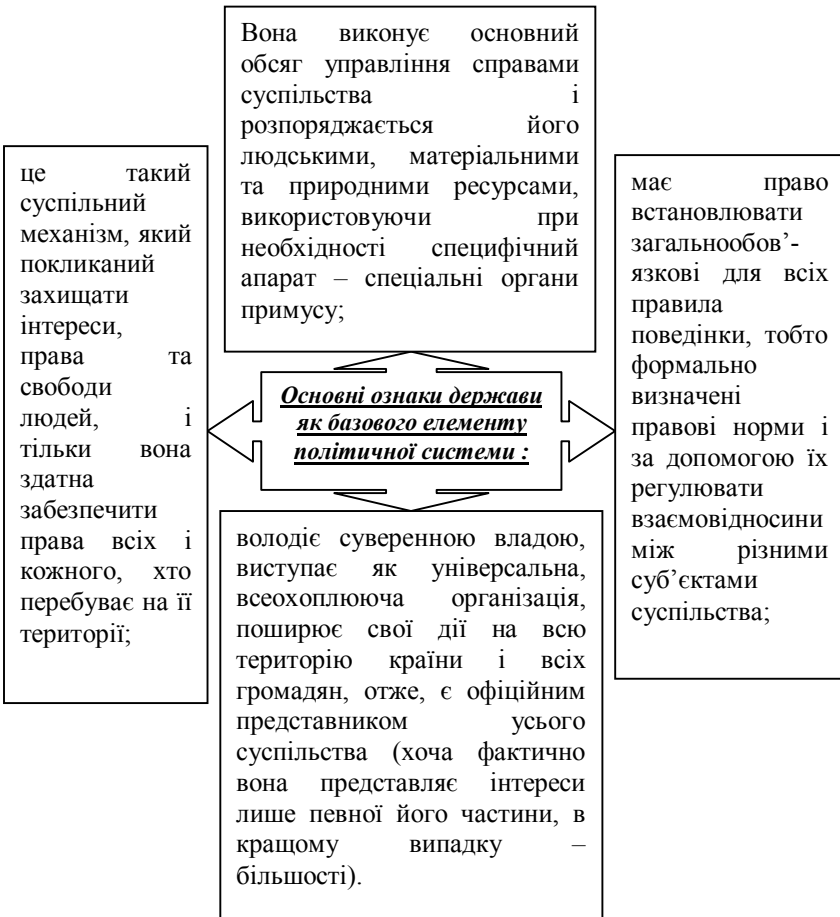 Вона виконує основний
обсяг управління справами
суспільства і
розпоряджається його
людськими, матеріальними
та природними ресурсами,
використовуючи при
необхідності специфічний
апарат – спеціальні органи
примусу;
це такий
суспільний
механізм, який
покликаний
захищати
інтереси,
права та
свободи
людей, і
тільки вона
здатна
забезпечити
права всіх і
кожного, хто
перебуває на її
території;
Основні ознаки держави
як базового елементу
політичної системи :
має право
встановлювати
загальнообов’-
язкові для всіх
правила
поведінки, тобто
формально
визначені
правові норми і
за допомогою їх
регулювати
взаємовідносини
між різними
суб’єктами
суспільства;
володіє суверенною владою,
виступає як універсальна,
всеохоплююча організація,
поширює свої дії на всю
територію країни і всіх
громадян, отже, є офіційним
представником усього
суспільства (хоча фактично
вона представляє інтереси
лише певної його частини, в
кращому випадку –
більшості).